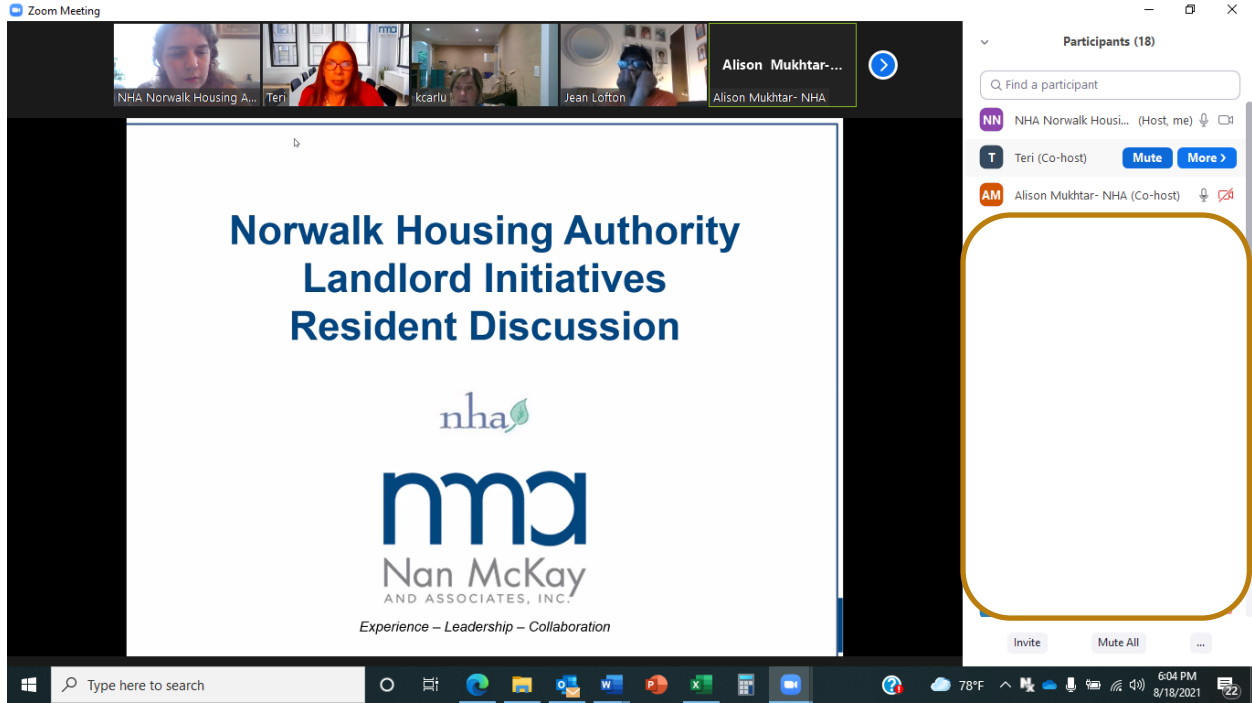 Zoom Meeting
NHA Norwalk Housing A...
Teri
nma
kcarlu
Jean Lofton
Alison Mukhtar-...
Alison Mukhtar- NHA
Norwalk Housing Authority
Landlord Initiatives
Resident Discussion
nha
nma
Nan McKay
AND ASSOCIATES, INC.
Experience – Leadership – Collaboration
Participants (18)
Find a participant
NN NHA Norwalk Housi... (Host, me)
T Teri (Co-host) Mute More >
AM Alison Mukhtar- NHA (Co-host)
Invite Mute All ...
Type here to search
78°F
6:04 PM
8/18/2021
22